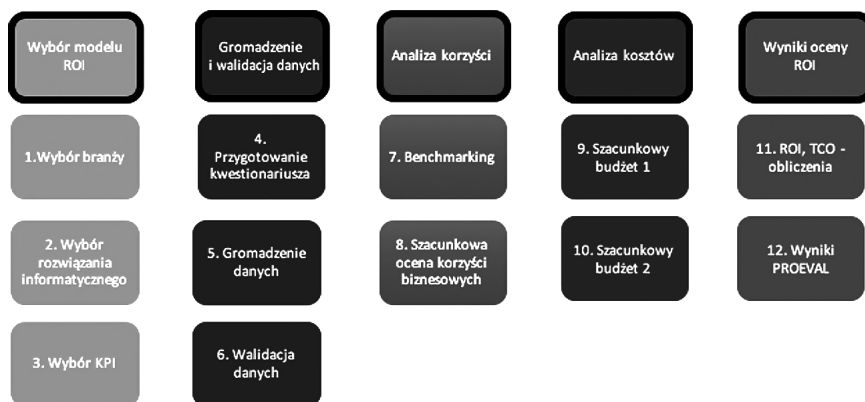 Wybór modelu
ROI
Gromadzenie
i walidacja danych
Analiza korzyści
Analiza kosztów
Wyniki oceny
ROI
1.Wybór branży
4.
Przygotowanie
kwestionariusza
7. Benchmarking
9. Szacunkowy
budżet 1
11. ROI, TCO -
obliczenia
2. Wybór
rozwiązania
informatycznego
5. Gromadzenie
danych
8. Szacunkowa
ocena korzyści
biznesowych
10. Szacunkowy
budżet 2
12. Wyniki
PROEVAL
3. Wybór KPI
6. Walidacja
danych